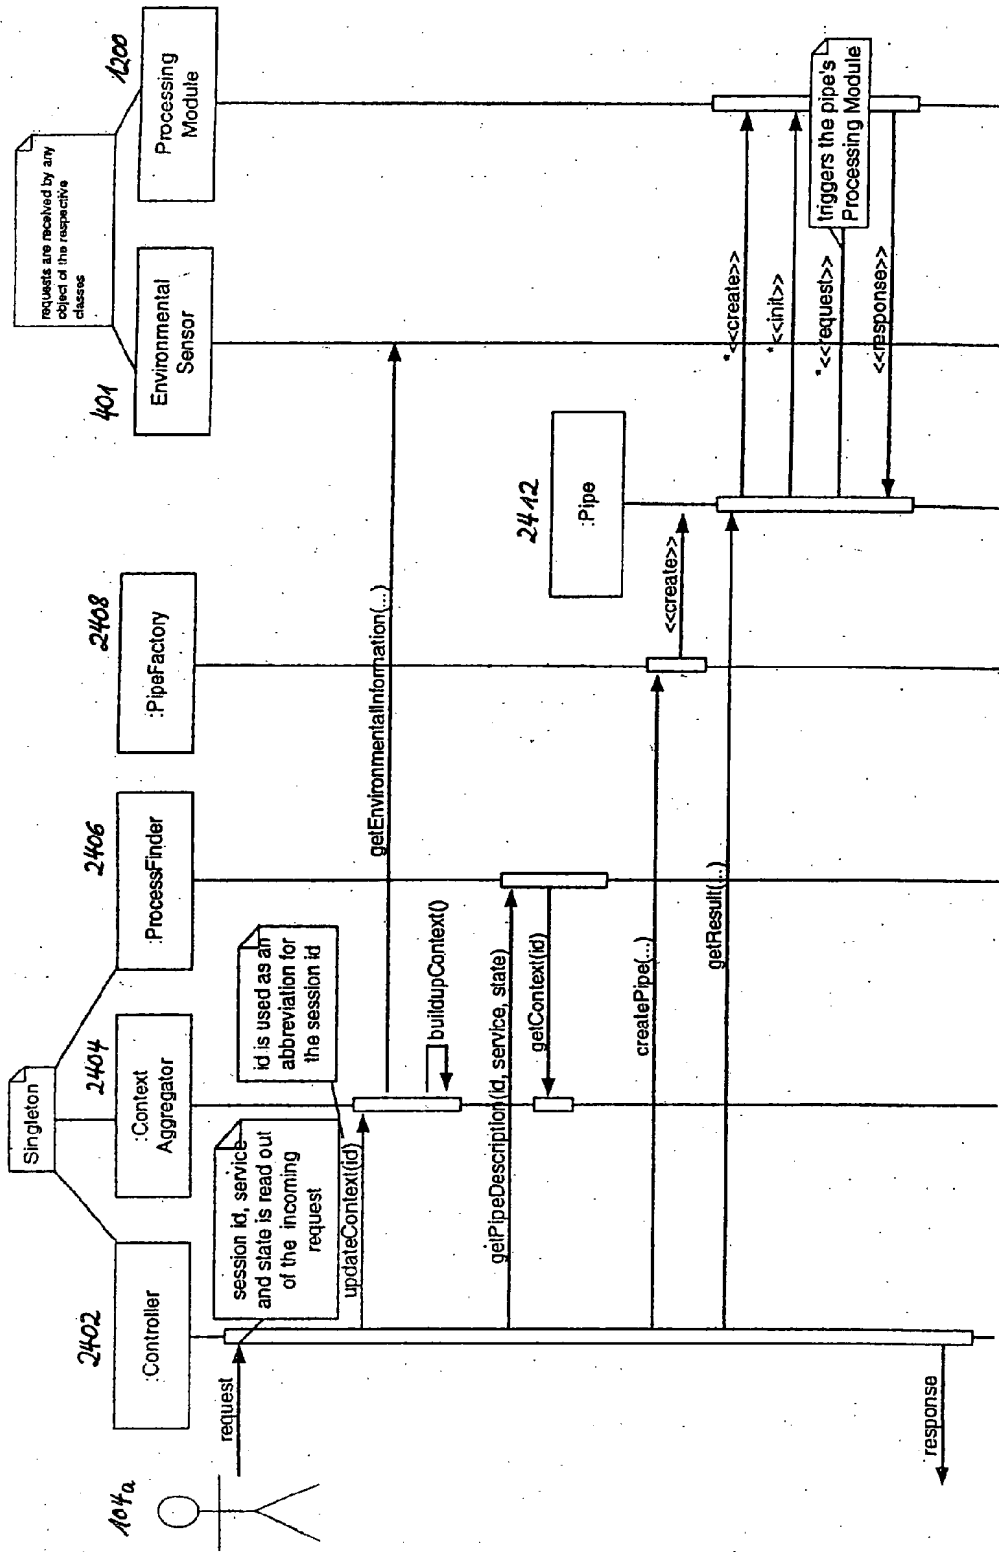 104a
2402
:Controller
Singleton
2404
:Context
Aggregator
2406
:ProcessFinder
2408
:PipeFactory
2412
:Pipe
401
Environmental
Sensor
1200
Processing
Module
requests are received by any
object of the respective
classes
request
session id, service
and state is read out
of the incoming
request
id is used as an
abbreviation for
the session id
updateContext(id)
getEnvironmentalInformation(...)
buildupContext()
getPipeDescription(id, service, state)
getContext(id)
createPipe(...)
<<create>>
getResult(...)
*<<create>>
*<<init>>
*<<request>>
triggers the pipe's
Processing Module
<<response>>
response